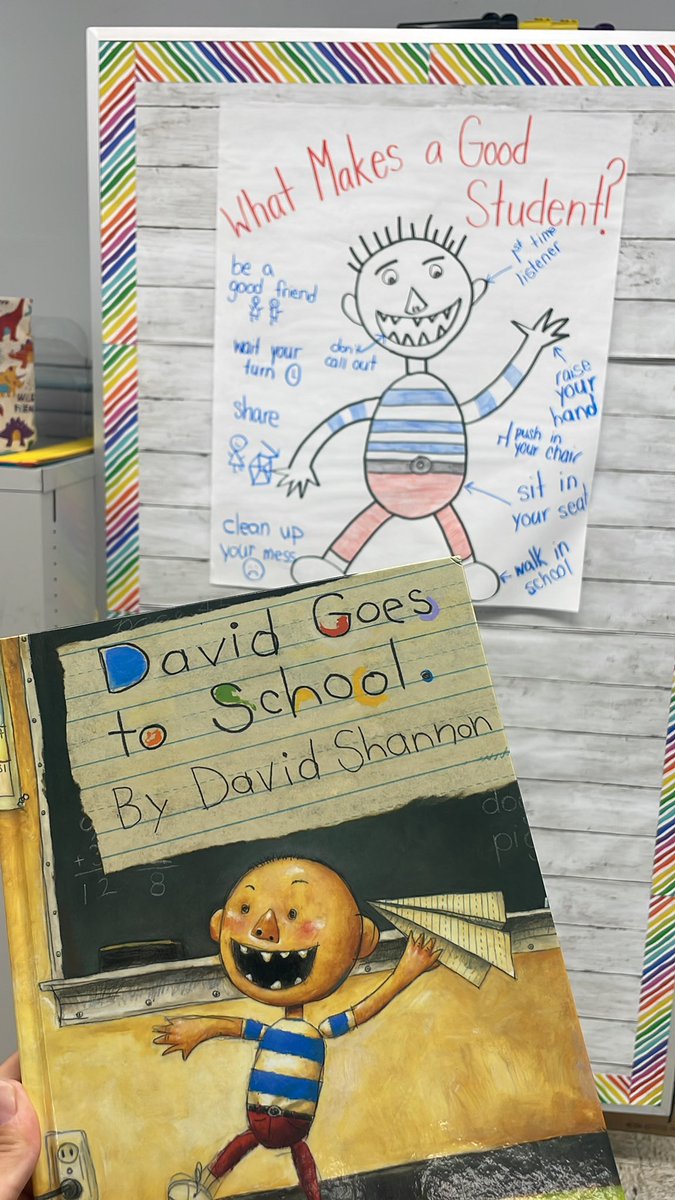 What Makes a Good
Student?
be a
good friend
wait your
turn
share
clean up
your mess
don't
call out
1st time
listener
raise
your
hand
push in
your chair
sit in
your seat
walk in
school
David Goes
to School.
By David Shannon
12
8